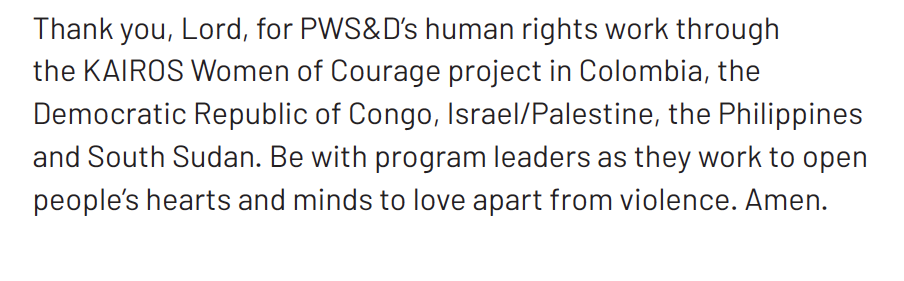 Thank you, Lord, for PWS&D’s human rights work through
the KAIROS Women of Courage project in Colombia, the
Democratic Republic of Congo, Israel/Palestine, the Philippines
and South Sudan. Be with program leaders as they work to open
people’s hearts and minds to love apart from violence. Amen.